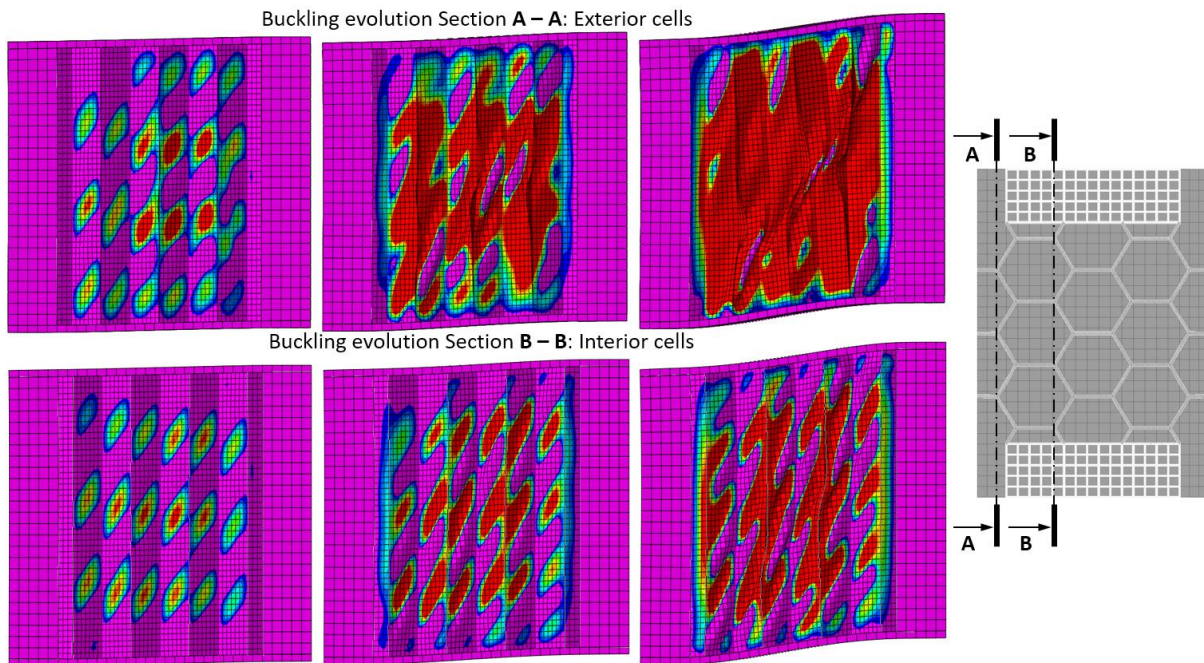 Buckling evolution Section A – A: Exterior cells
A B
Buckling evolution Section B – B: Interior cells
A B